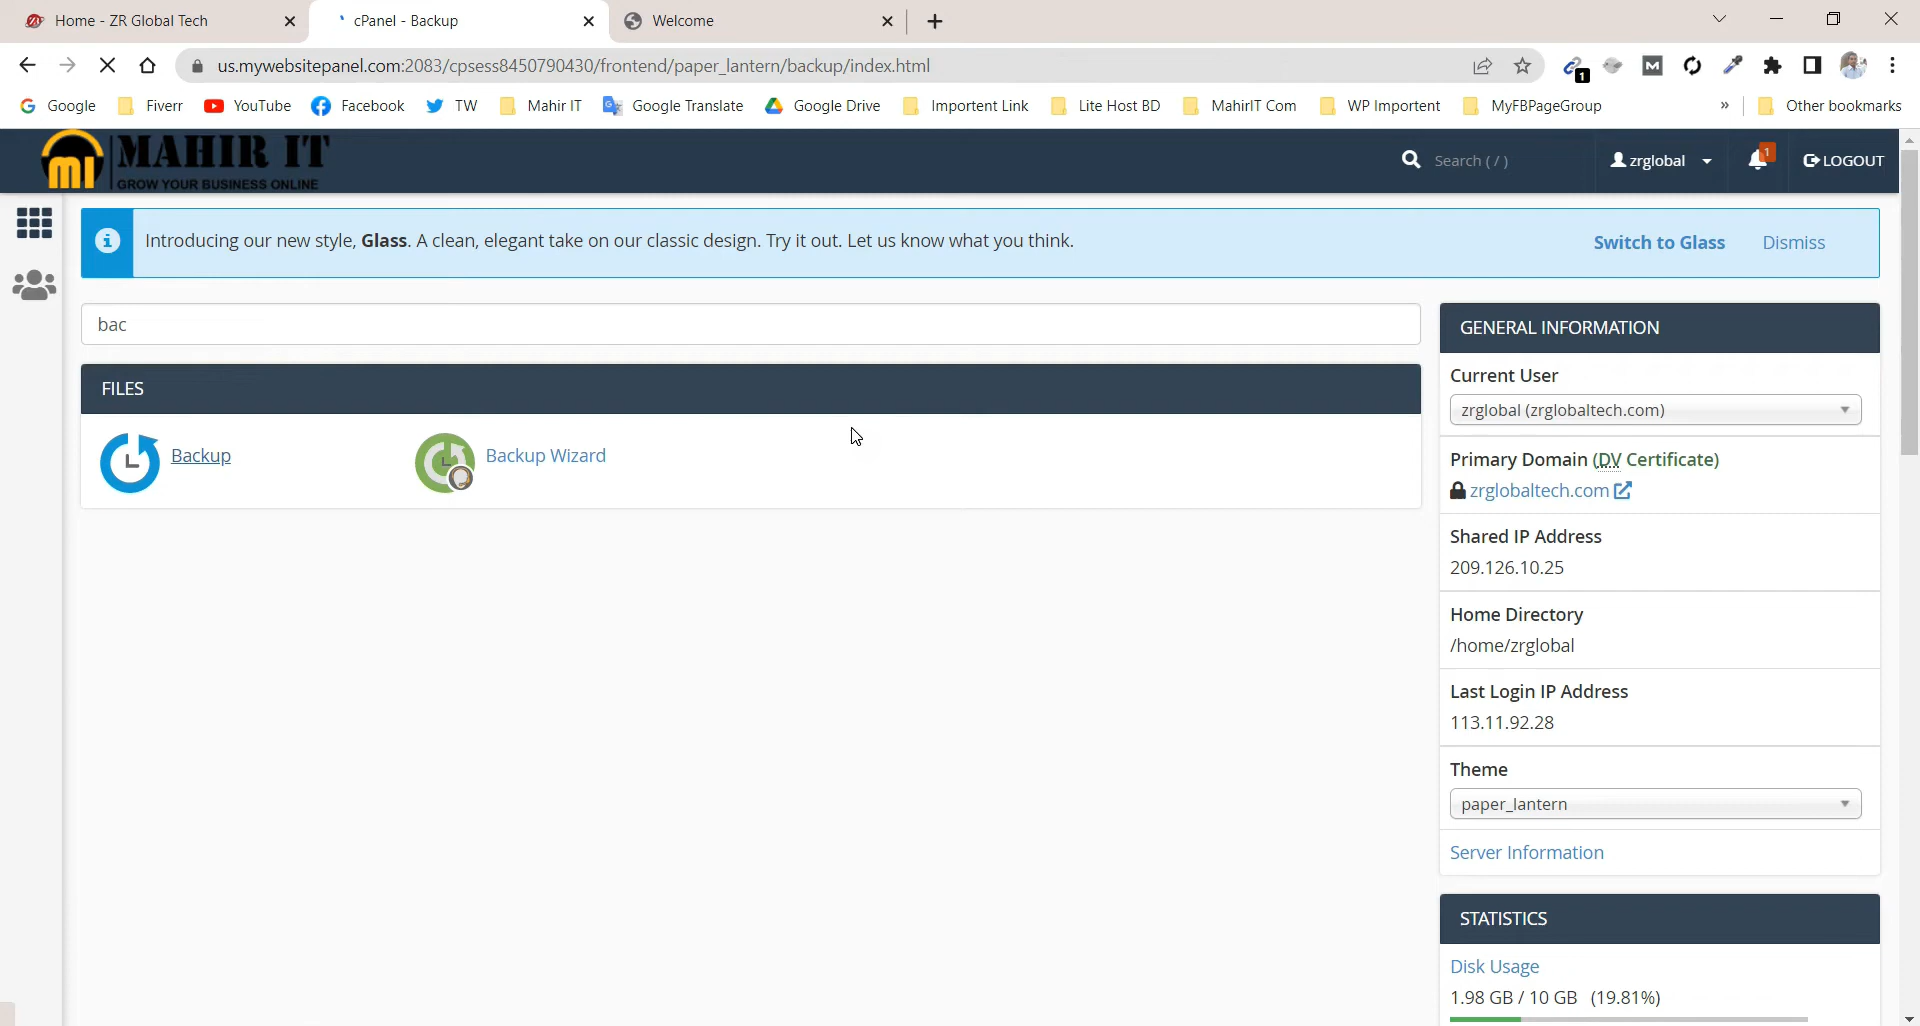 Home - ZR Global Tech
cPanel - Backup
Welcome
us.mywebsitepanel.com:2083/cpsess8450790430/frontend/paper_lantern/backup/index.html
1
Google Fiverr YouTube Facebook TW Mahir IT Google Translate Google Drive Importent Link Lite Host BD MahirIT Com WP Importent MyFBPageGroup » Other bookmarks
MAHIR IT
GROW YOUR BUSINESS ONLINE
Search ( / )
zrglobal
1
LOGOUT
Introducing our new style, Glass. A clean, elegant take on our classic design. Try it out. Let us know what you think.
Switch to Glass
Dismiss
bac
FILES
Backup
Backup Wizard
GENERAL INFORMATION
Current User
zrglobal (zrglobaltech.com)
Primary Domain (DV Certificate)
zrglobaltech.com
Shared IP Address
209.126.10.25
Home Directory
/home/zrglobal
Last Login IP Address
113.11.92.28
Theme
paper_lantern
Server Information
STATISTICS
Disk Usage
1.98 GB / 10 GB (19.81%)